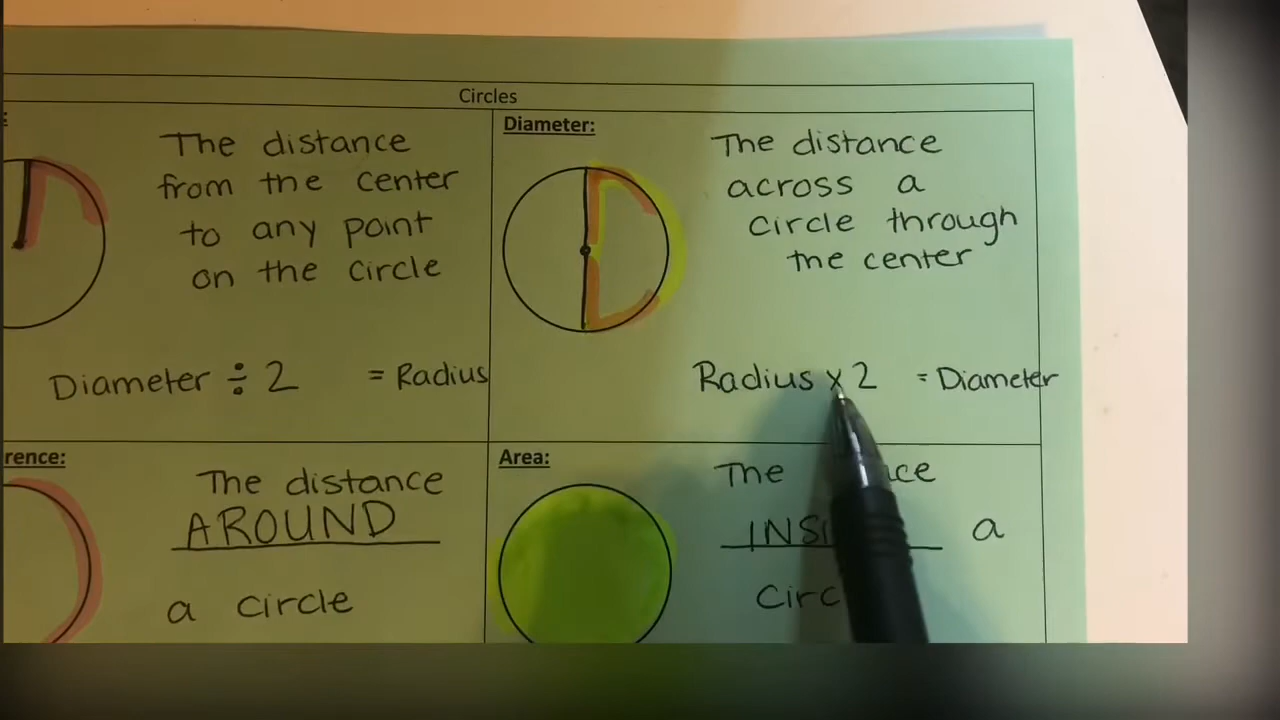 Circles
:
The distance
from the center
to any point
on the circle
Diameter ÷ 2 = Radius
Diameter:
The distance
across a
circle through
the center
Radius x 2 = Diameter
rence:
The distance
AROUND
a circle
Area:
The
a